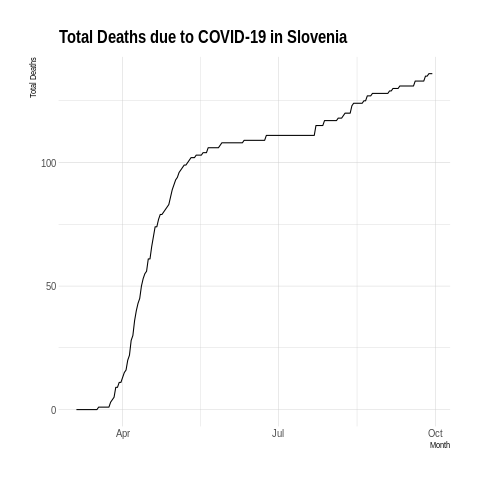 Total Deaths due to COVID-19 in Slovenia
Total Deaths
100
50
0
Apr
Jul
Oct
Month